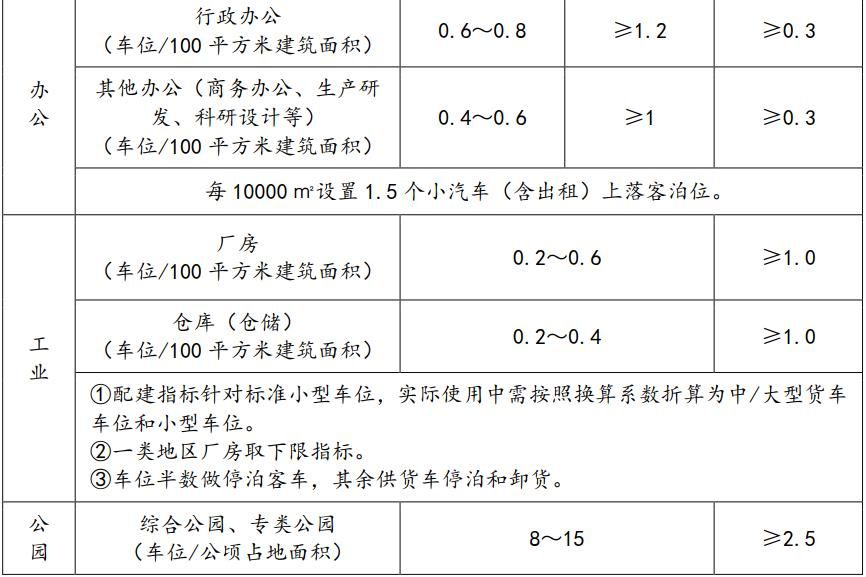 办公
行政办公
（车位/100 平方米建筑面积）
0.6～0.8
≥1.2
≥0.3
其他办公（商务办公、生产研
发、科研设计等）
（车位/100 平方米建筑面积）
0.4～0.6
≥1
≥0.3
每 10000 ㎡设置 1.5 个小汽车（含出租）上落客泊位。
工业
厂房
（车位/100 平方米建筑面积）
0.2～0.6
≥1.0
仓库（仓储）
（车位/100 平方米建筑面积）
0.2～0.4
≥1.0
①配建指标针对标准小型车位，实际使用中需按照换算系数折算为中/大型货车
车位和小型车位。
②一类地区厂房取下限指标。
③车位半数做停泊客车，其余供货车停泊和卸货。
公园
综合公园、专类公园
（车位/公顷占地面积）
8～15
≥2.5